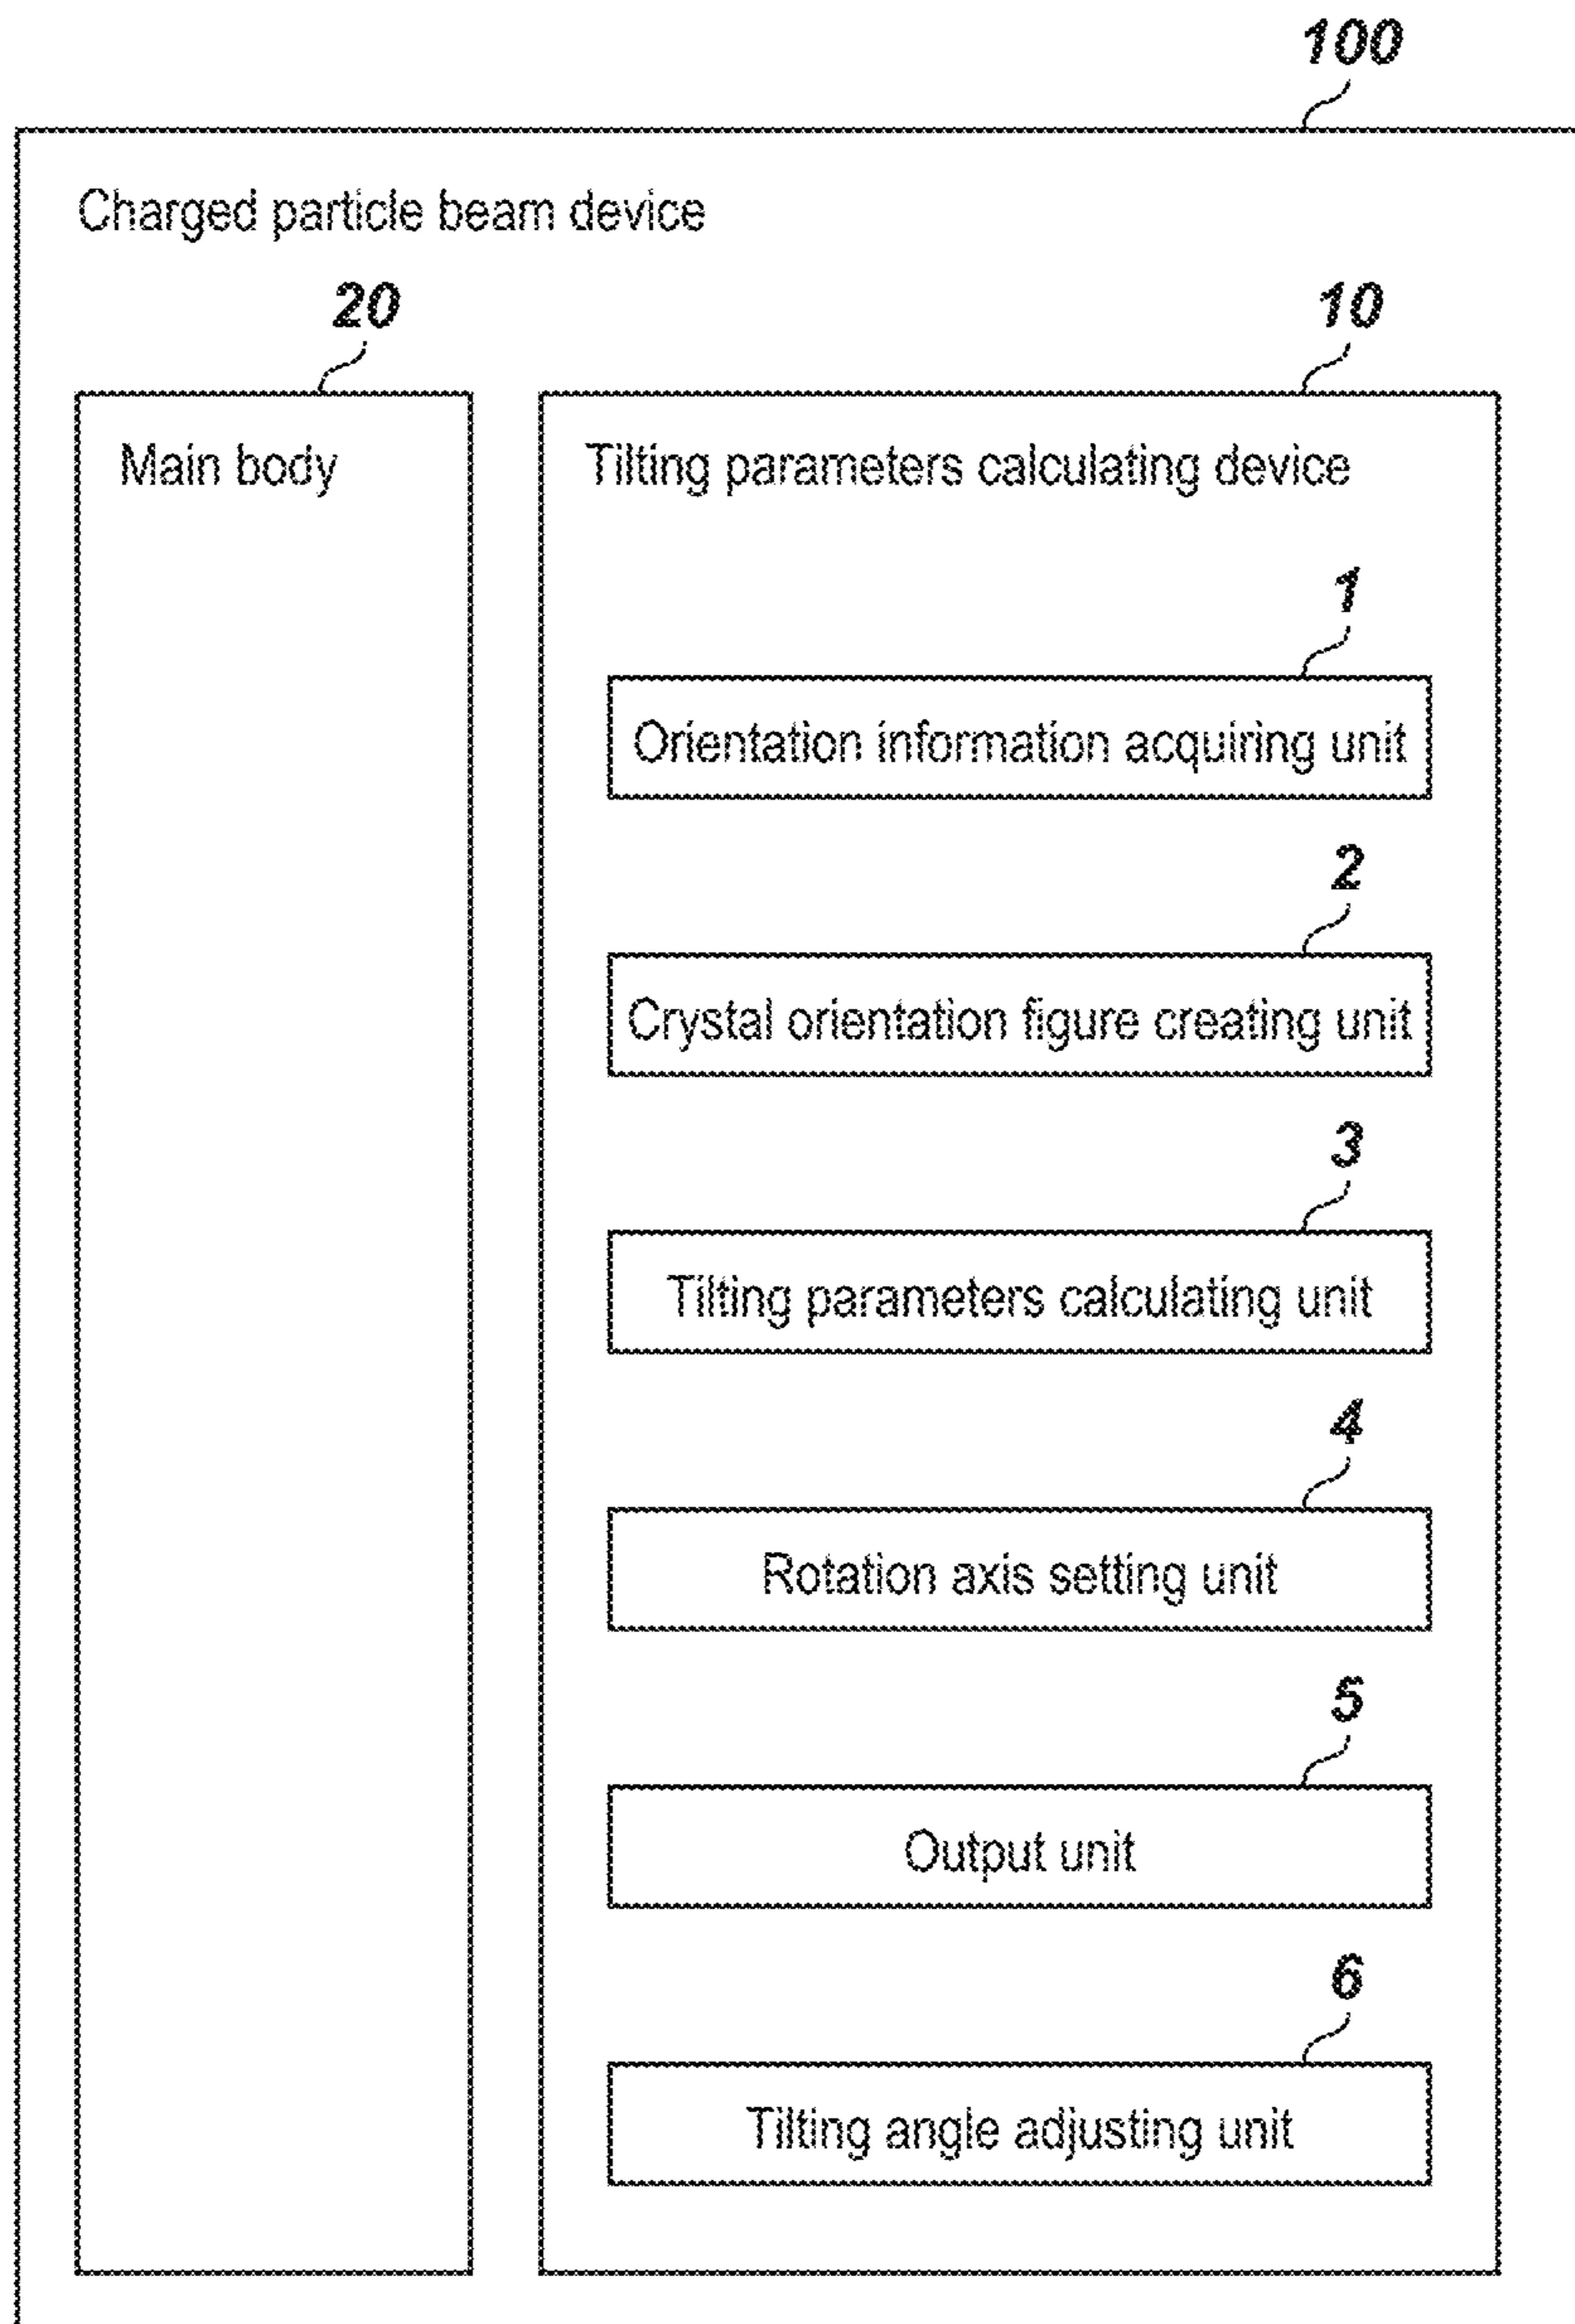 100
Charged particle beam device
20
10
Main body
Tilting parameters calculating device
1
Orientation information acquiring unit
2
Crystal orientation figure creating unit
3
Tilting parameters calculating unit
4
Rotation axis setting unit
5
Output unit
6
Tilting angle adjusting unit